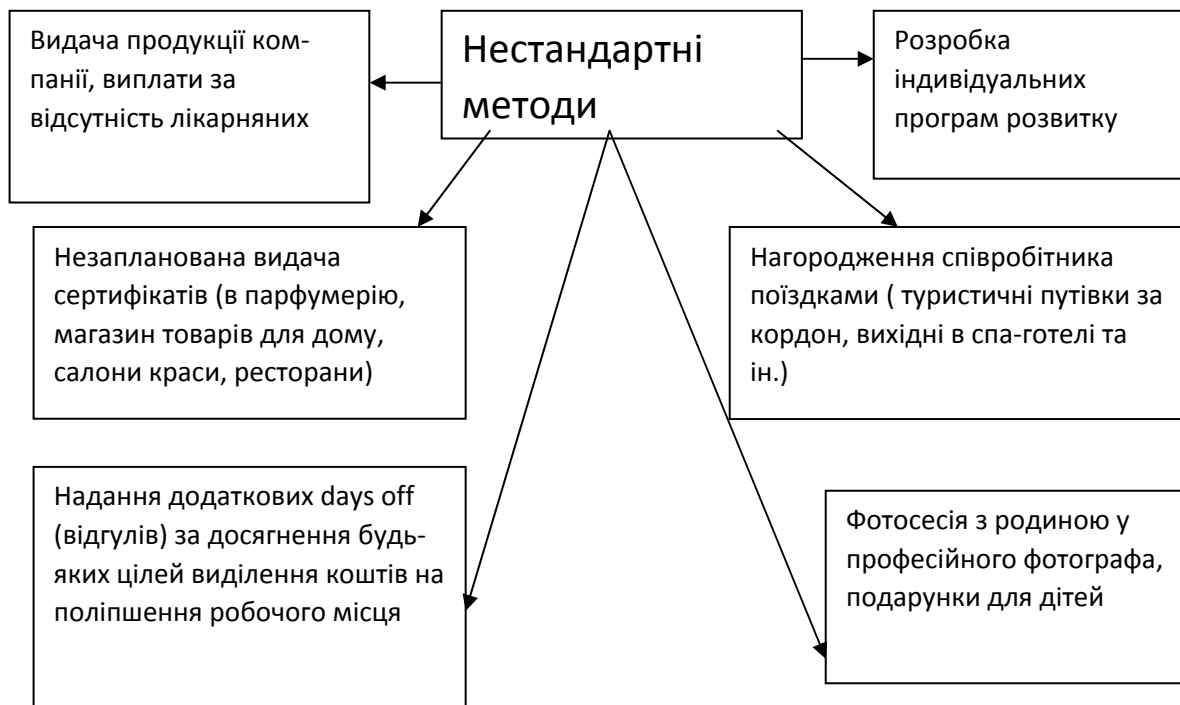 Нестандартні
методи
Видача продукції ком-
панії, виплати за
відсутність лікарняних
Розробка
індивідуальних
програм розвитку
Незапланована видача
сертифікатів (в парфумерію,
магазин товарів для дому,
салони краси, ресторани)
Нагородження співробітника
поїздками ( туристичні путівки за
кордон, вихідні в спа-готелі та
ін.)
Надання додаткових days off
(відгулів) за досягнення будь-
яких цілей виділення коштів на
поліпшення робочого місця
Фотосесія з родиною у
професійного фотографа,
подарунки для дітей